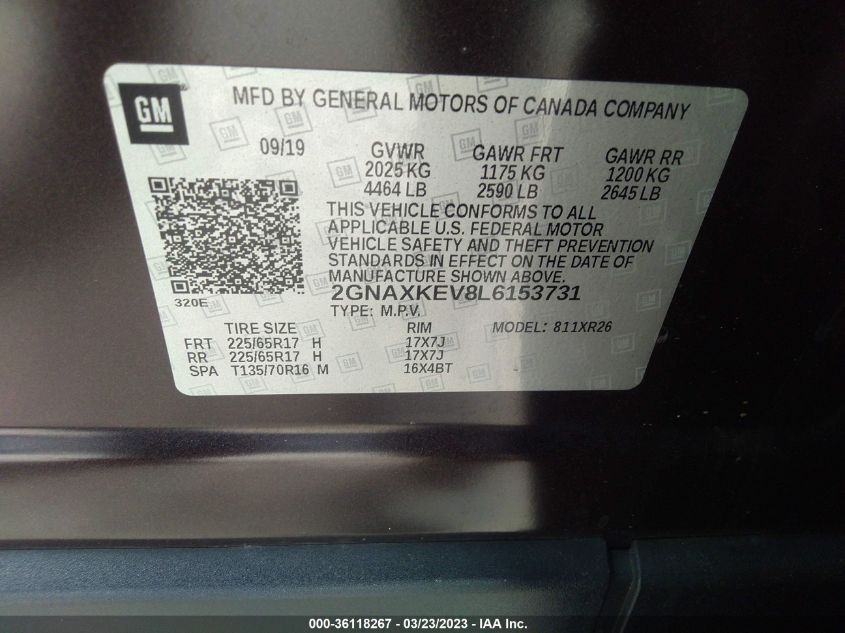 GM
MFD BY GENERAL MOTORS OF CANADA COMPANY
09/19 GVWR GAWR FRT GAWR RR
2025 KG 1175 KG 1200 KG
4464 LB 2590 LB 2645 LB
THIS VEHICLE CONFORMS TO ALL
APPLICABLE U.S. FEDERAL MOTOR
VEHICLE SAFETY AND THEFT PREVENTION
STANDARDS IN EFFECT ON THE DATE OF
MANUFACTURE SHOWN ABOVE.
320E 2GNAXKEV8L6153731
TYPE: M.P.V. MODEL: 811XR26
TIRE SIZE RIM
FRT 225/65R17 H 17X7J
RR 225/65R17 H 17X7J
SPA T135/70R16 M 16X4BT
000-36118267 - 03/23/2023 - IAA Inc.